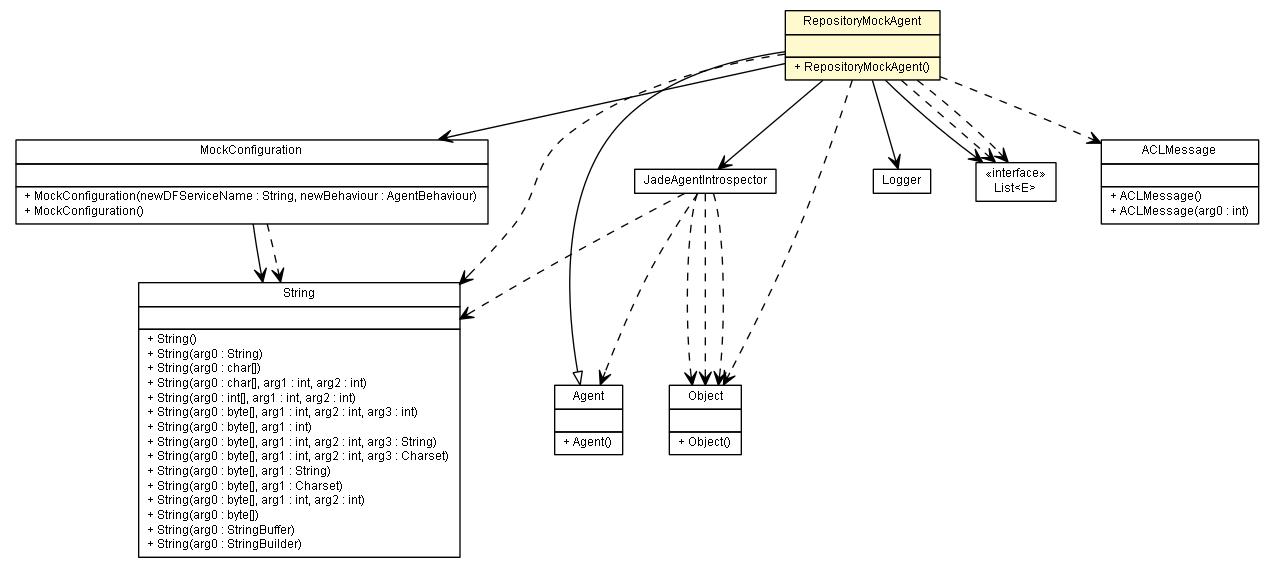 RepositoryMockAgent
+ RepositoryMockAgent()
MockConfiguration
+ MockConfiguration(newDFServiceName : String, newBehaviour : AgentBehaviour)
+ MockConfiguration()
JadeAgentIntrospector
Logger
«interface»
List<E>
ACLMessage
+ ACLMessage()
+ ACLMessage(arg0 : int)
String
+ String()
+ String(arg0 : String)
+ String(arg0 : char[])
+ String(arg0 : char[], arg1 : int, arg2 : int)
+ String(arg0 : int[], arg1 : int, arg2 : int)
+ String(arg0 : byte[], arg1 : int, arg2 : int, arg3 : int)
+ String(arg0 : byte[], arg1 : int)
+ String(arg0 : byte[], arg1 : int, arg2 : int, arg3 : String)
+ String(arg0 : byte[], arg1 : int, arg2 : int, arg3 : Charset)
+ String(arg0 : byte[], arg1 : String)
+ String(arg0 : byte[], arg1 : Charset)
+ String(arg0 : byte[], arg1 : int, arg2 : int)
+ String(arg0 : byte[])
+ String(arg0 : StringBuffer)
+ String(arg0 : StringBuilder)
Agent
+ Agent()
Object
+ Object()